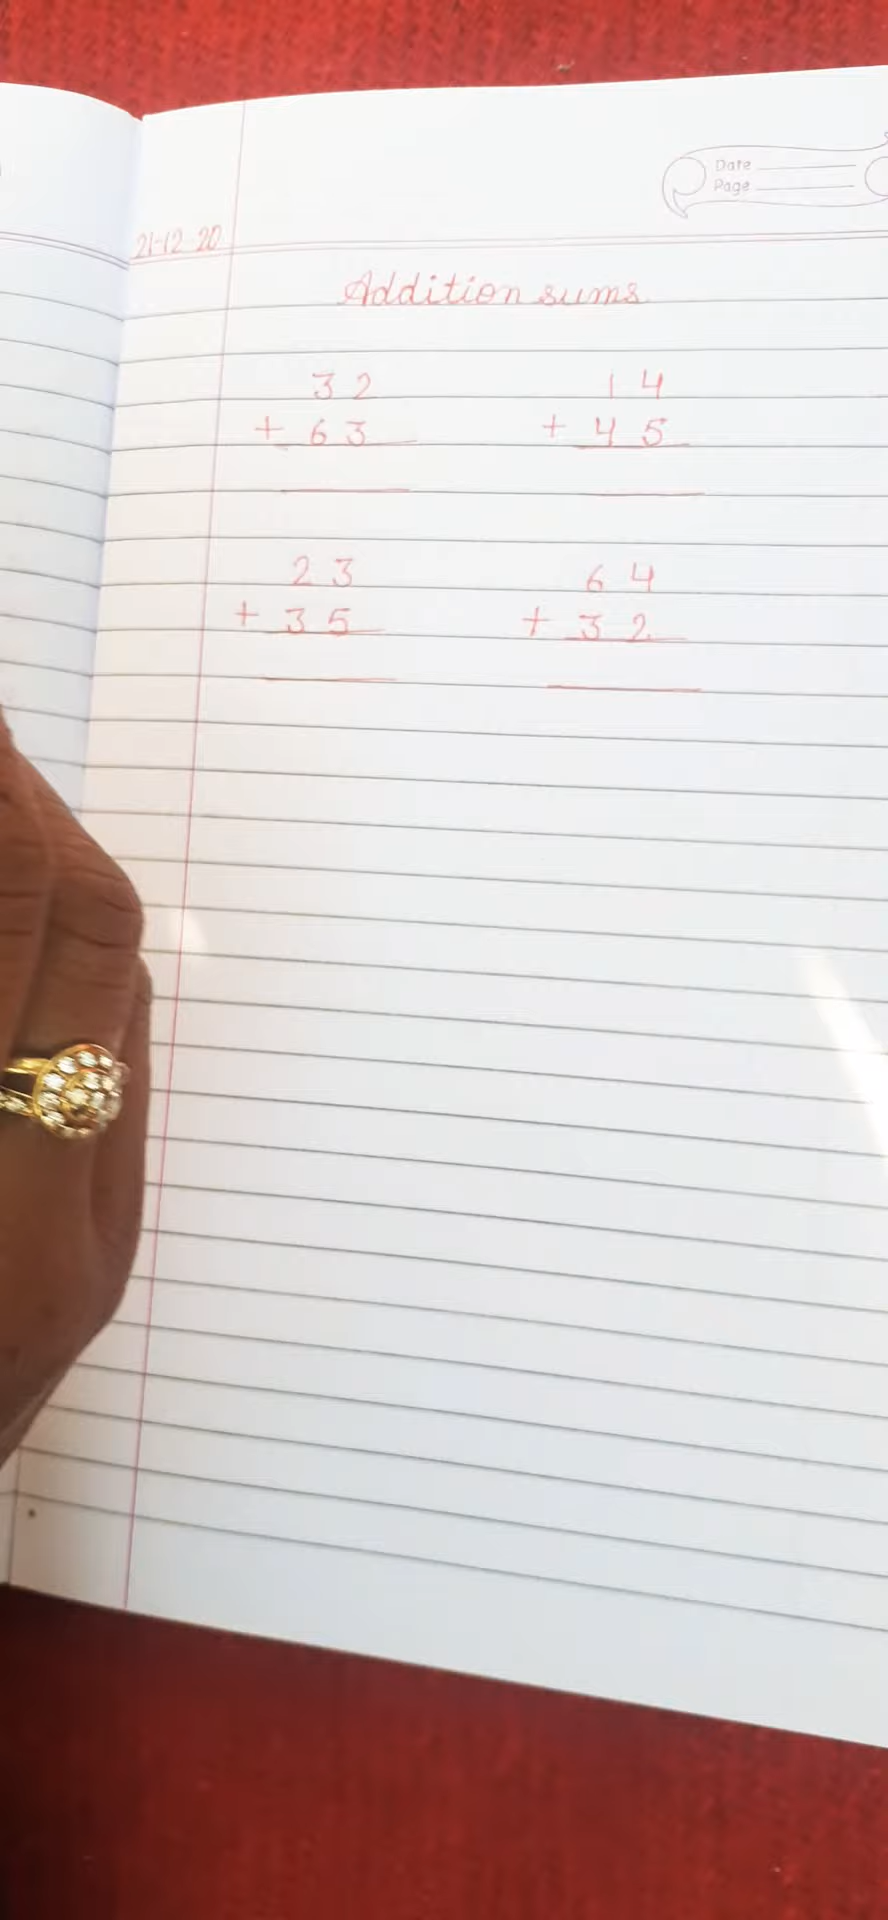 Date
Page
21-12-20
Addition sums
32 14
+ 63 + 45
23 64
+ 35 + 32